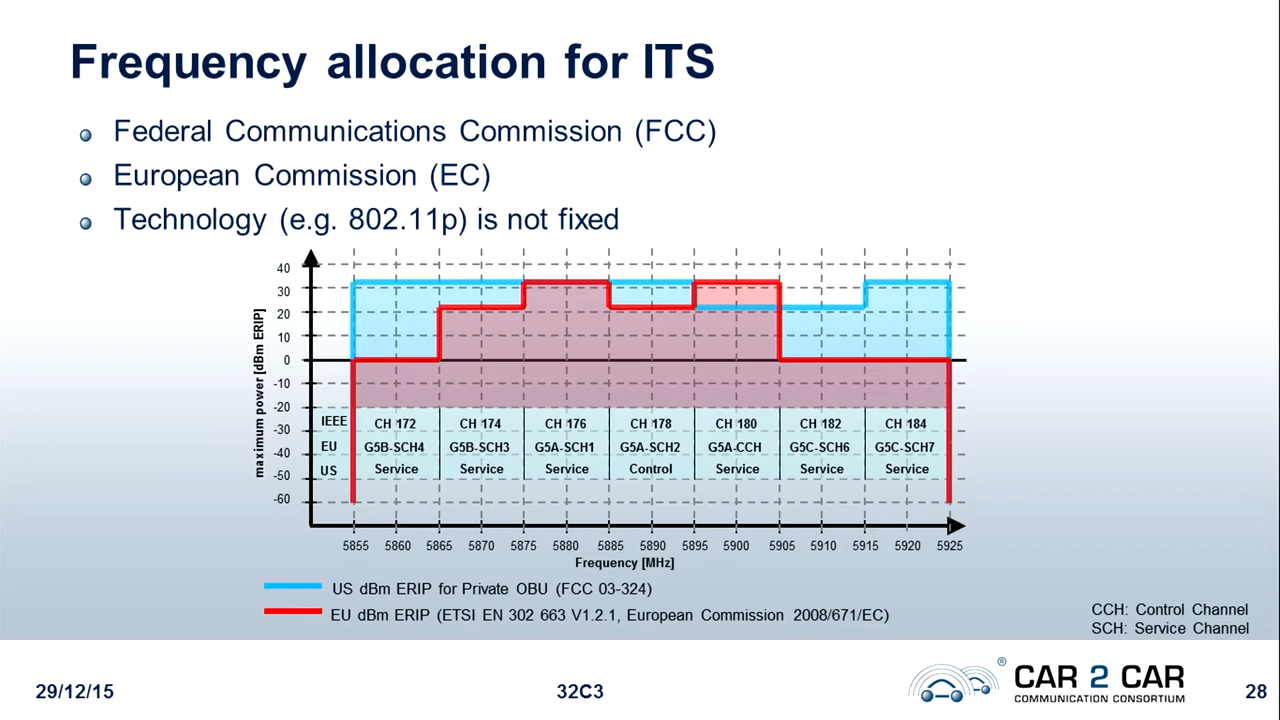 Frequency allocation for ITS
Federal Communications Commission (FCC)
European Commission (EC)
Technology (e.g. 802.11p) is not fixed
maximum power [dBm ERIP]
40
30
20
10
0
-10
-20
-30
-40
-50
-60
IEEE CH 172 CH 174 CH 176 CH 178 CH 180 CH 182 CH 184
EU G5B-SCH4 G5B-SCH3 G5A-SCH1 G5A-SCH2 G5A-CCH G5C-SCH6 G5C-SCH7
US Service Service Service Control Service Service Service
5855 5860 5865 5870 5875 5880 5885 5890 5895 5900 5905 5910 5915 5920 5925
Frequency [MHz]
US dBm ERIP for Private OBU (FCC 03-324)
EU dBm ERIP (ETSI EN 302 663 V1.2.1, European Commission 2008/671/EC)
CCH: Control Channel
SCH: Service Channel
29/12/15
32C3
® CAR 2 CAR
COMMUNICATION CONSORTIUM
28